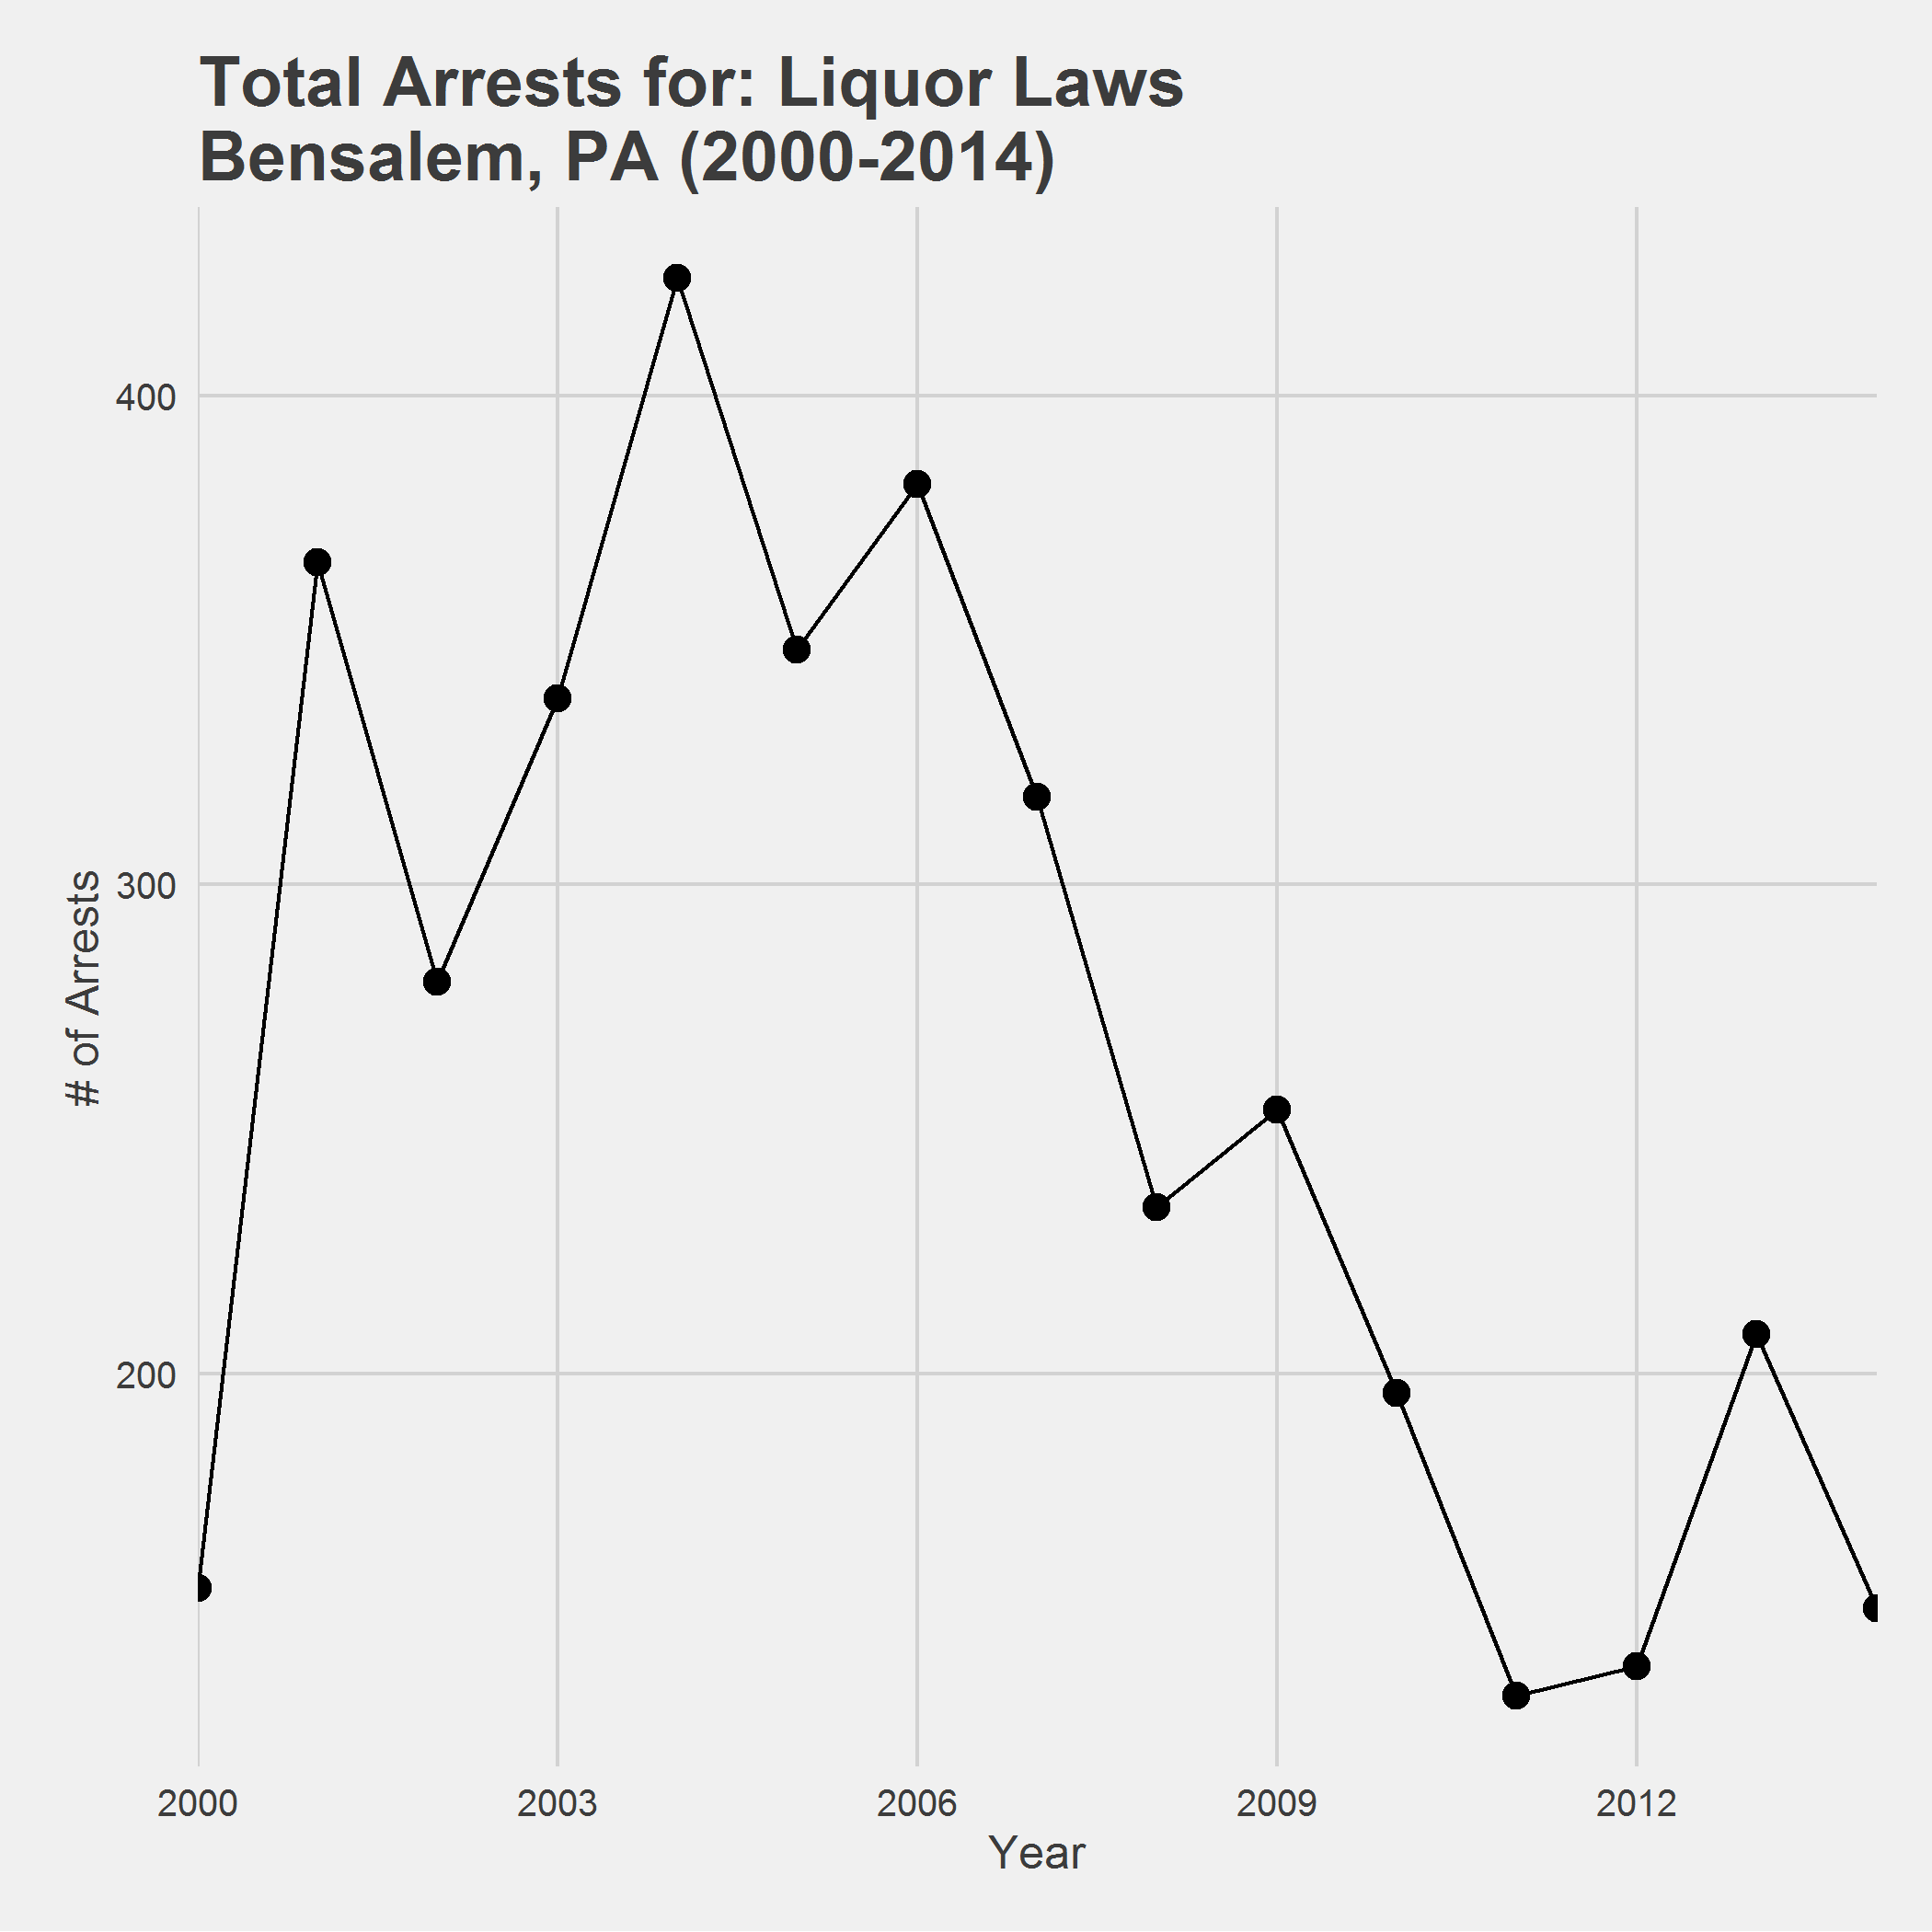 Total Arrests for: Liquor Laws
Bensalem, PA (2000-2014)
400
300
200
# of Arrests
2000 2003 2006 2009 2012
Year